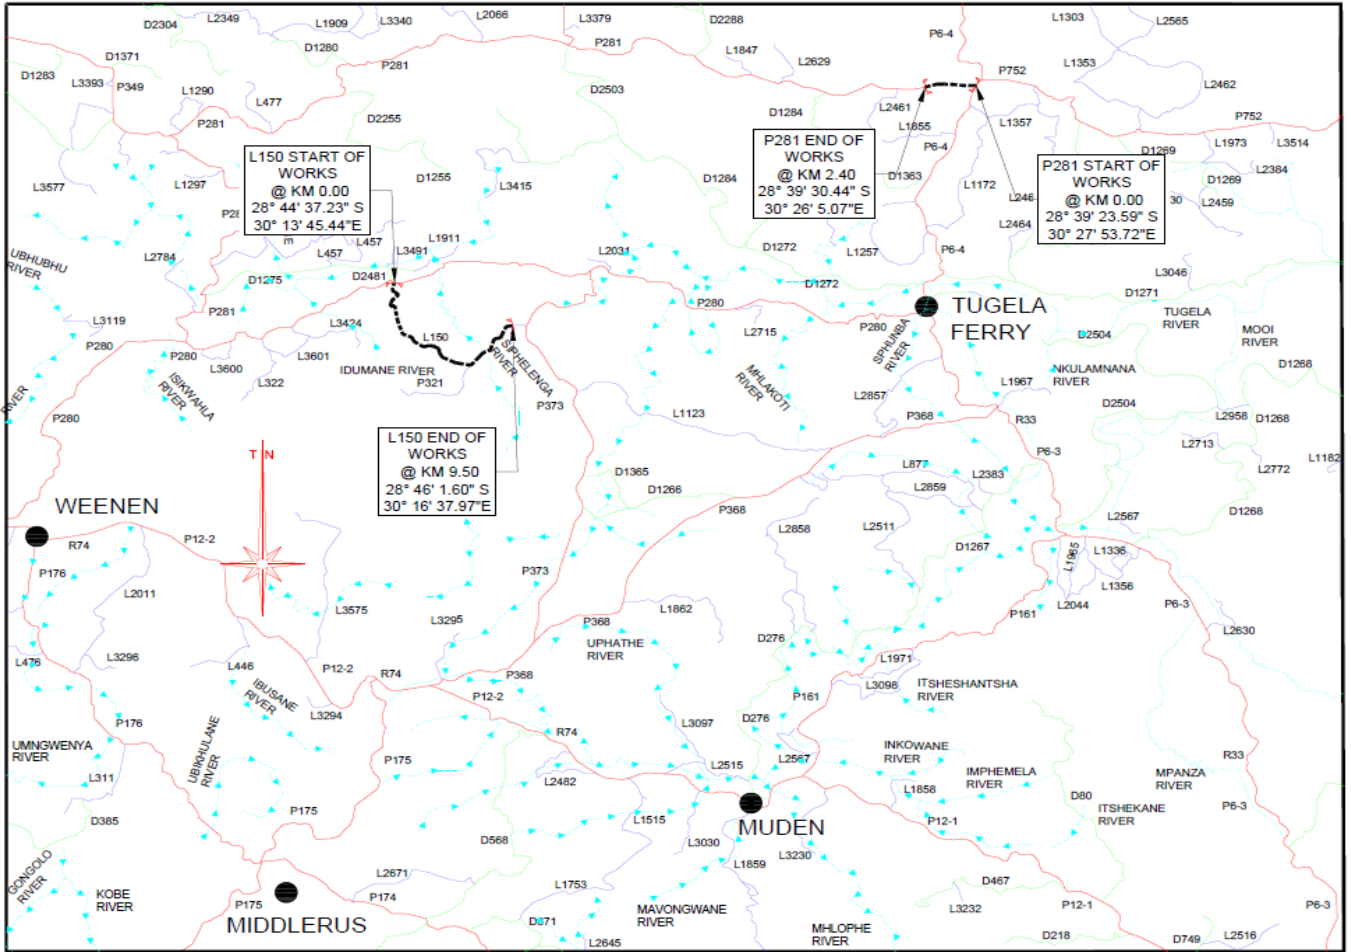 D2304
L2349
L1909
L3340
L2066
L3379
D2288
L1303
L2565
P6-4
D1280
P281
L1847
L2629
L1353
D1371
P281
P752
D1283
L3393
P349
L1290
L477
D2503
L2462
P281
D2255
D1284
L2461
L1855
L1357
P752
L150 START OF
WORKS
@ KM 0.00
28° 44' 37.23" S
30° 13' 45.44"E
P281 END OF
WORKS
@ KM 2.40
28° 39' 30.44" S
30° 26' 5.07"E
P281 START OF
WORKS
@ KM 0.00
28° 39' 23.59" S
30° 27' 53.72"E
P6-4
D1269
L1973
L3514
L2384
L3577
L1297
D1255
L3415
D1284
D1363
L1172
D1269
L2459
30
L2464
L457
L457
L1911
L3491
L2031
D1272
L1257
P6-4
UBHUBHU
RIVER
L2784
D1275
D2481
D1272
L3046
D1271
P281
P280
L2715
P280
TUGELA
FERRY
TUGELA
RIVER
MOOI
RIVER
L3119
P280
L3424
L150
SPHUNBA
RIVER
L2504
P280
L3600
L3601
L322
IDUMANE RIVER
P321
SIPHELENGA
RIVER
MHLAKOTI
RIVER
NKULAMNANA
RIVER
D1268
L1967
L2857
RIVER
ISIKWAHLA
RIVER
P373
L1123
P368
D2504
R33
L2958
D1268
P280
P6-3
L2713
L2772
L1182
L150 END OF
WORKS
@ KM 9.50
28° 46' 1.60" S
30° 16' 37.97"E
T N
D1365
D1266
L877
L2383
L2859
WEENEN
P368
L2858
L2511
L2567
D1268
R74
P12-2
D1267
L1965
L1336
L1356
P176
L2011
P373
L3575
L3295
L1862
P368
P161
L2044
P6-3
L2630
UPHATHE
RIVER
D276
L476
L3296
L446
P12-2
R74
P368
P12-2
L1971
L3098
ITSHESHANTSHA
RIVER
P161
IBUSANE
RIVER
L3294
P176
R74
L3097
D276
UMNGWENYA
RIVER
UBIKHULANE
RIVER
INKOWANE
RIVER
R33
P175
L2515
L2567
L311
L2482
L1858
IMPHEMELA
RIVER
MPANZA
RIVER
D80
P6-3
P175
D385
L1515
MUDEN
P12-1
ITSHEKANE
RIVER
D568
L3030
L1859
L3230
GONGOLO
RIVER
KOBE
RIVER
L2671
L1753
D467
P175
P174
MIDDLERUS
MAVONGWANE
RIVER
L3232
P12-1
P6-3
D871
L2645
MHLOPHE
RIVER
D218
D749
L2516